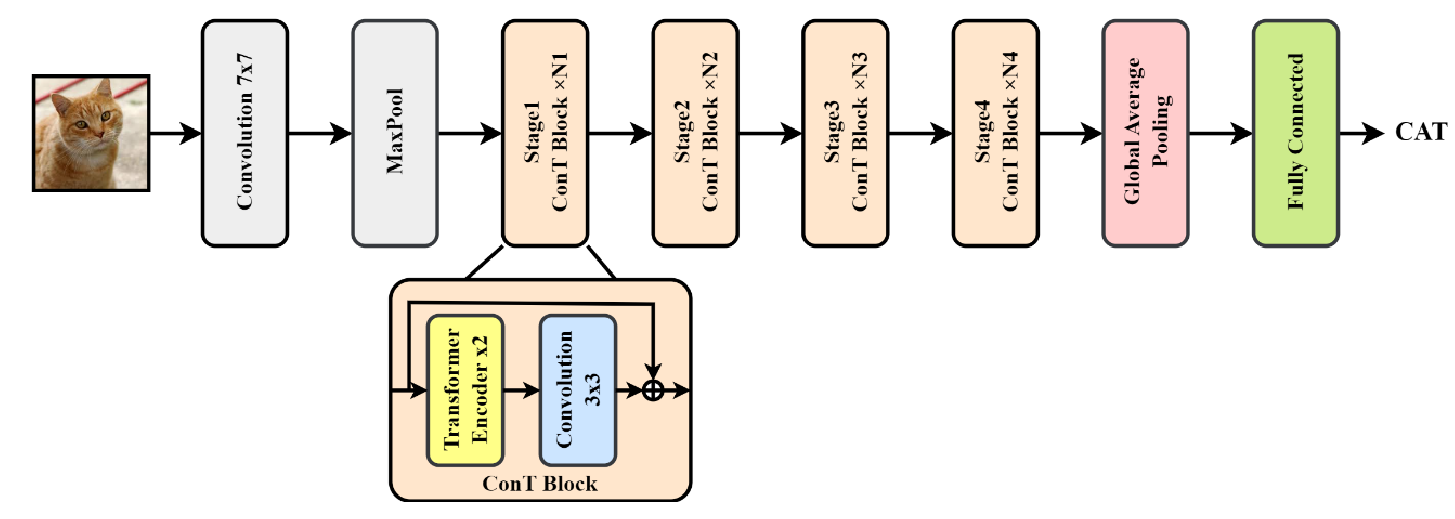 Convolution 7x7
MaxPool
Stage1
ConT Block ×N1
Stage2
ConT Block ×N2
Stage3
ConT Block ×N3
Stage4
ConT Block ×N4
Global Average
Pooling
Fully Connected
CAT
Transformer
Encoder x2
Convolution
3x3
ConT Block